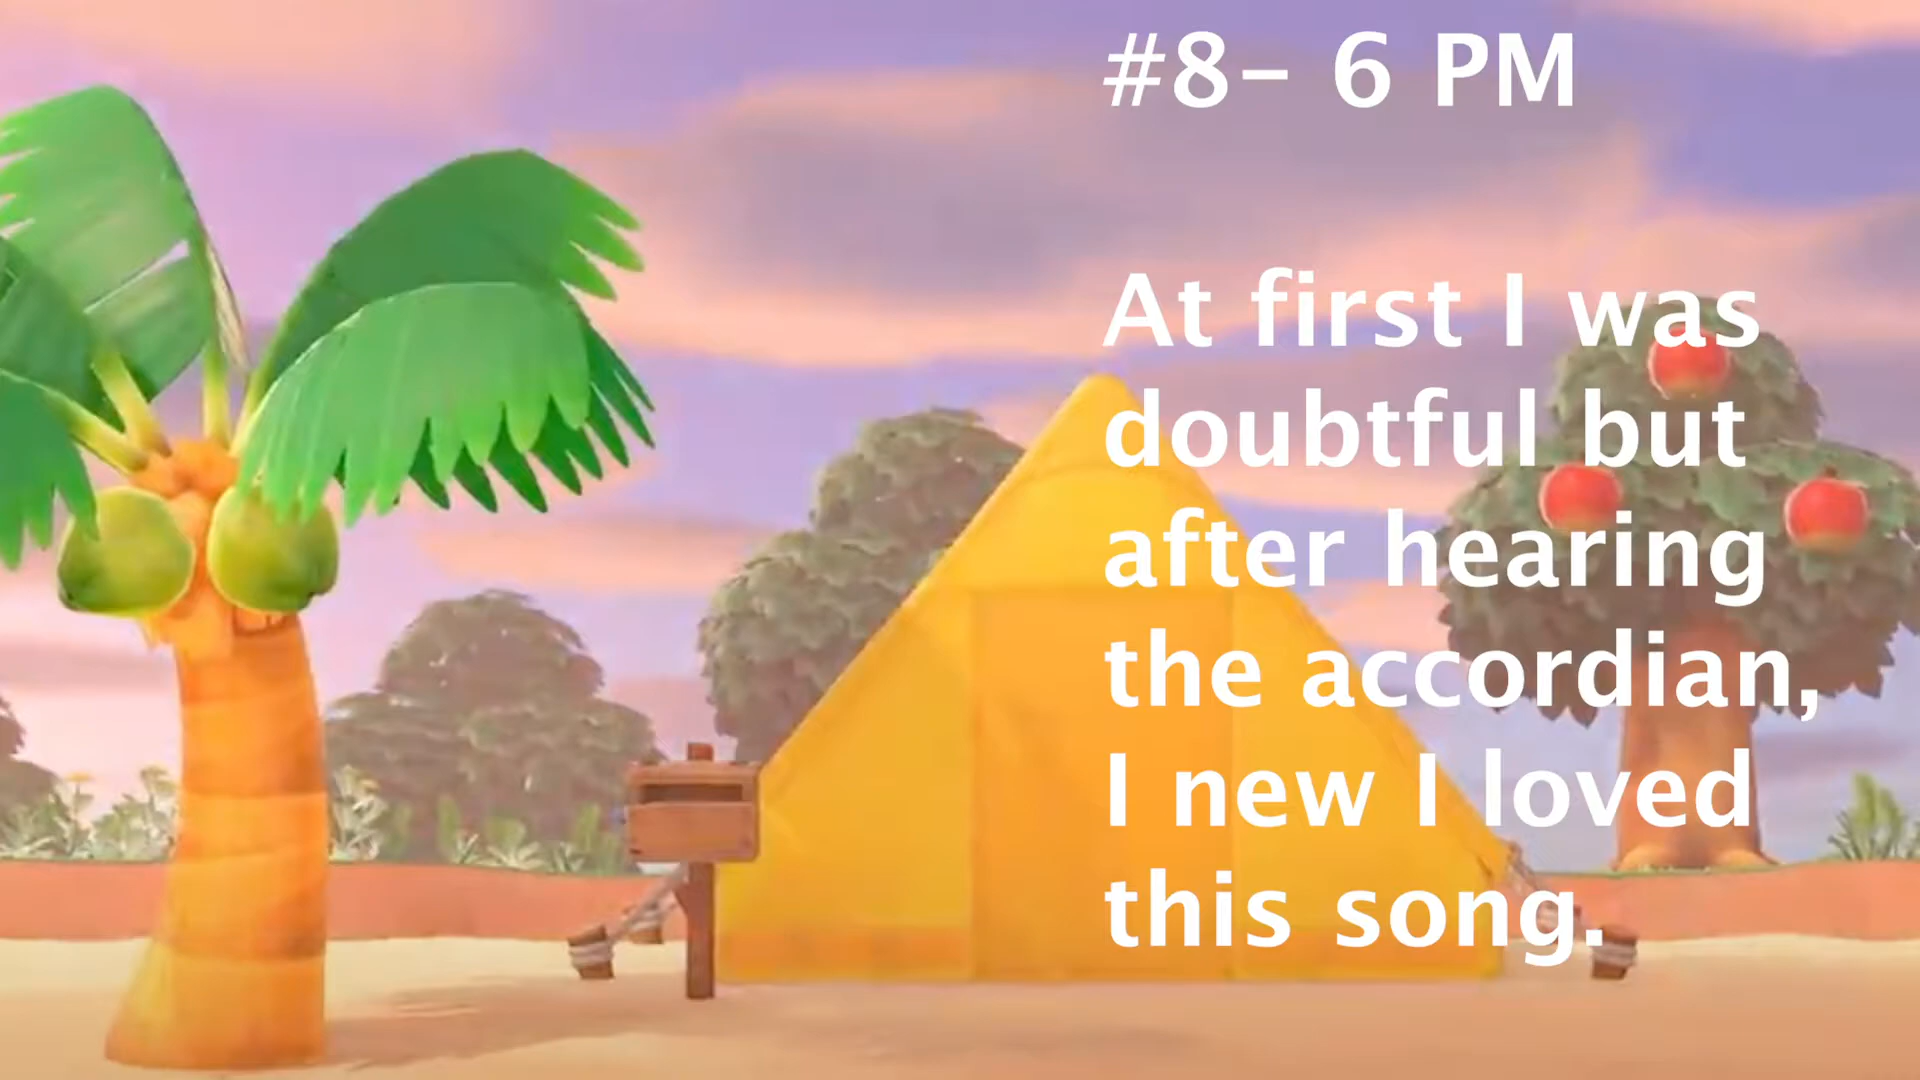 #8- 6 PM
At first I was
doubtful but
after hearing
the accordian,
I new I loved
this song.